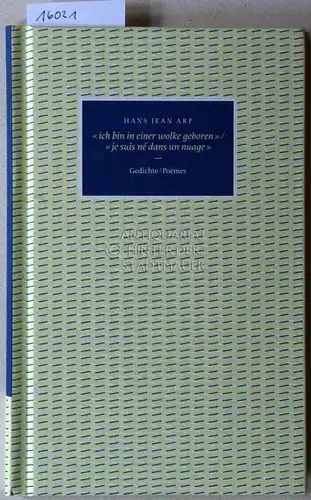 16021
HANS JEAN ARP
«ich bin in einer wolke geboren»/
«je suis né dans un nuage»
Gedichte/Poèmes
ANTIQUARIAT
HINTER DER
STADTMAUER